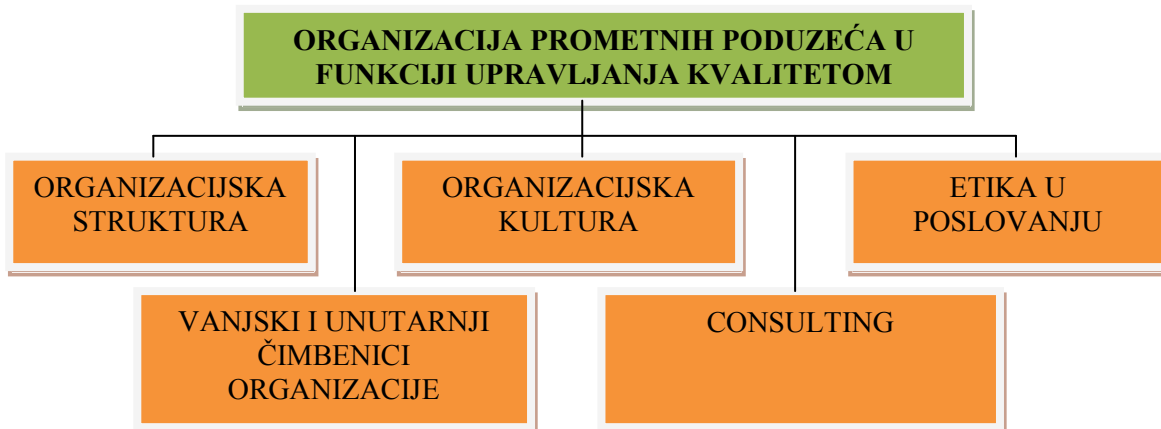 ORGANIZACIJA PROMETNIH PODUZEĆA U
FUNKCIJI UPRAVLJANJA KVALITETOM
ORGANIZACIJSKA
STRUKTURA
ORGANIZACIJSKA
KULTURA
ETIKA U
POSLOVANJU
VANJSKI I UNUTARNJI
ČIMBENICI
ORGANIZACIJE
CONSULTING